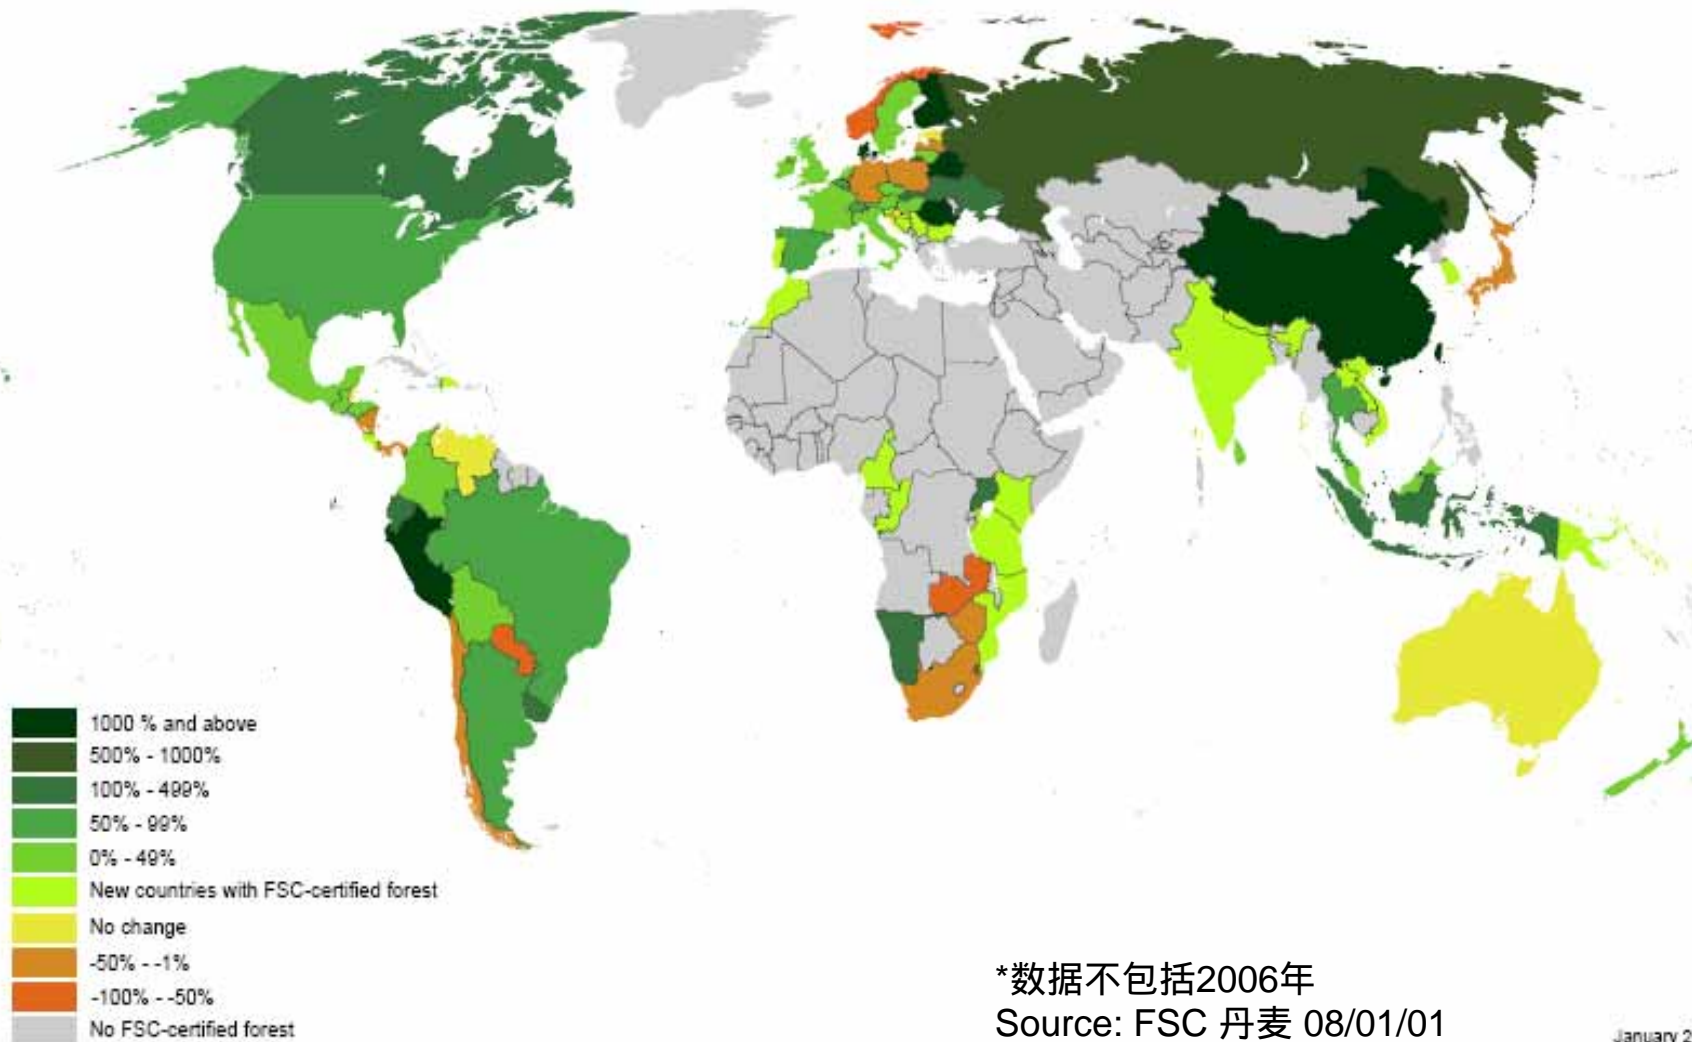 1000 % and above
500% - 1000%
100% - 499%
50% - 99%
0% - 49%
New countries with FSC-certified forest
No change
-50% - -1%
-100% - -50%
No FSC-certified forest
*数据不包括2006年
Source: FSC 丹麦 08/01/01
January 2